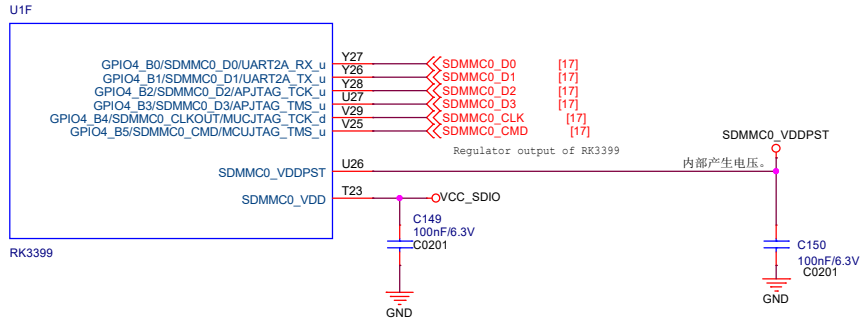 U1F
GPIO4_B0/SDMMC0_D0/UART2A_RX_u Y27 SDMMC0_D0 [17]
GPIO4_B1/SDMMC0_D1/UART2A_TX_u Y26 SDMMC0_D1 [17]
GPIO4_B2/SDMMC0_D2/APJTAG_TCK_u Y28 SDMMC0_D2 [17]
GPIO4_B3/SDMMC0_D3/APJTAG_TMS_u U27 SDMMC0_D3 [17]
GPIO4_B4/SDMMC0_CLKOUT/MUCJTAG_TCK_d V29 SDMMC0_CLK [17]
GPIO4_B5/SDMMC0_CMD/MCUJTAG_TMS_u V25 SDMMC0_CMD [17]
SDMMC0_VDDPST
Regulator output of RK3399
内部产生电压。
SDMMC0_VDDPST U26
SDMMC0_VDD T23 VCC_SDIO
C149
100nF/6.3V
C0201
GND
C150
100nF/6.3V
C0201
GND
RK3399